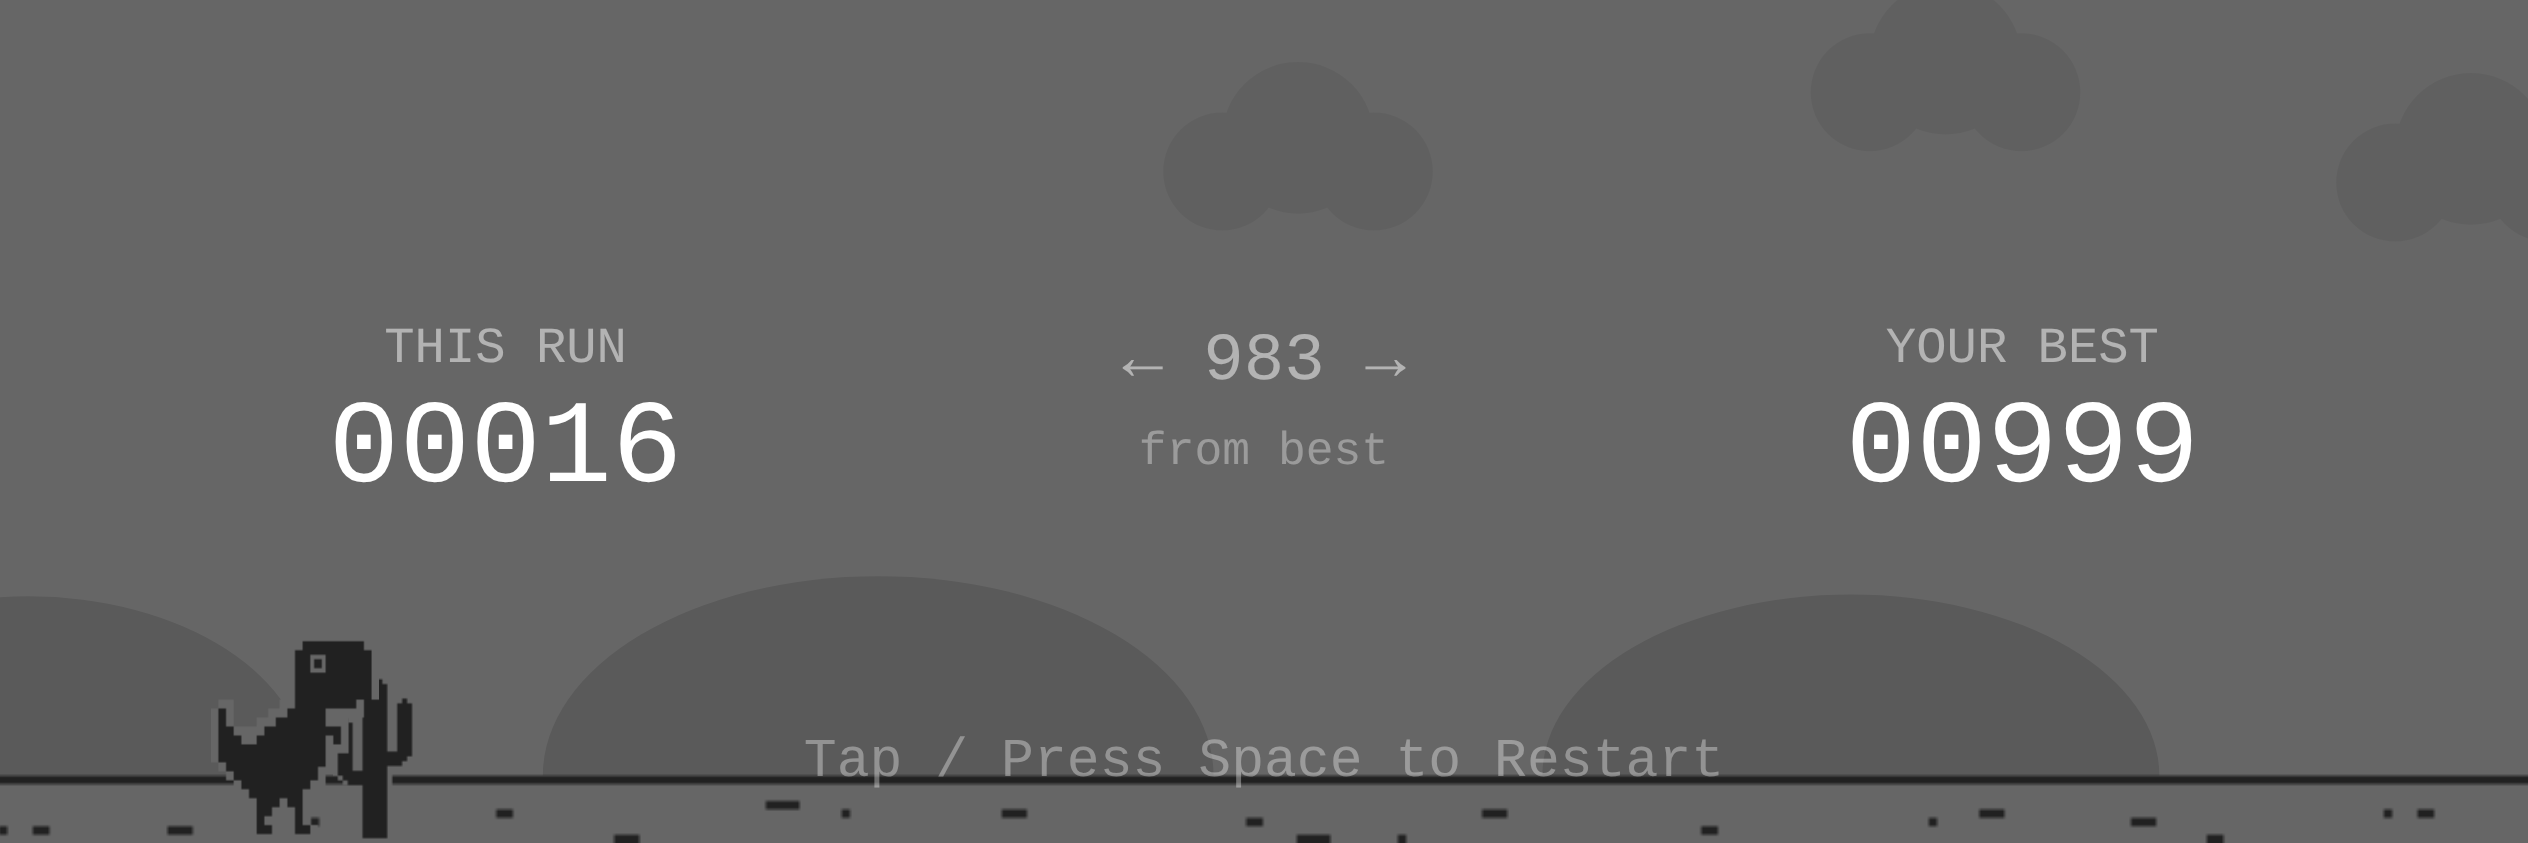 THIS RUN
00016
← 983 →
from best
YOUR BEST
00999
Tap / Press Space to Restart